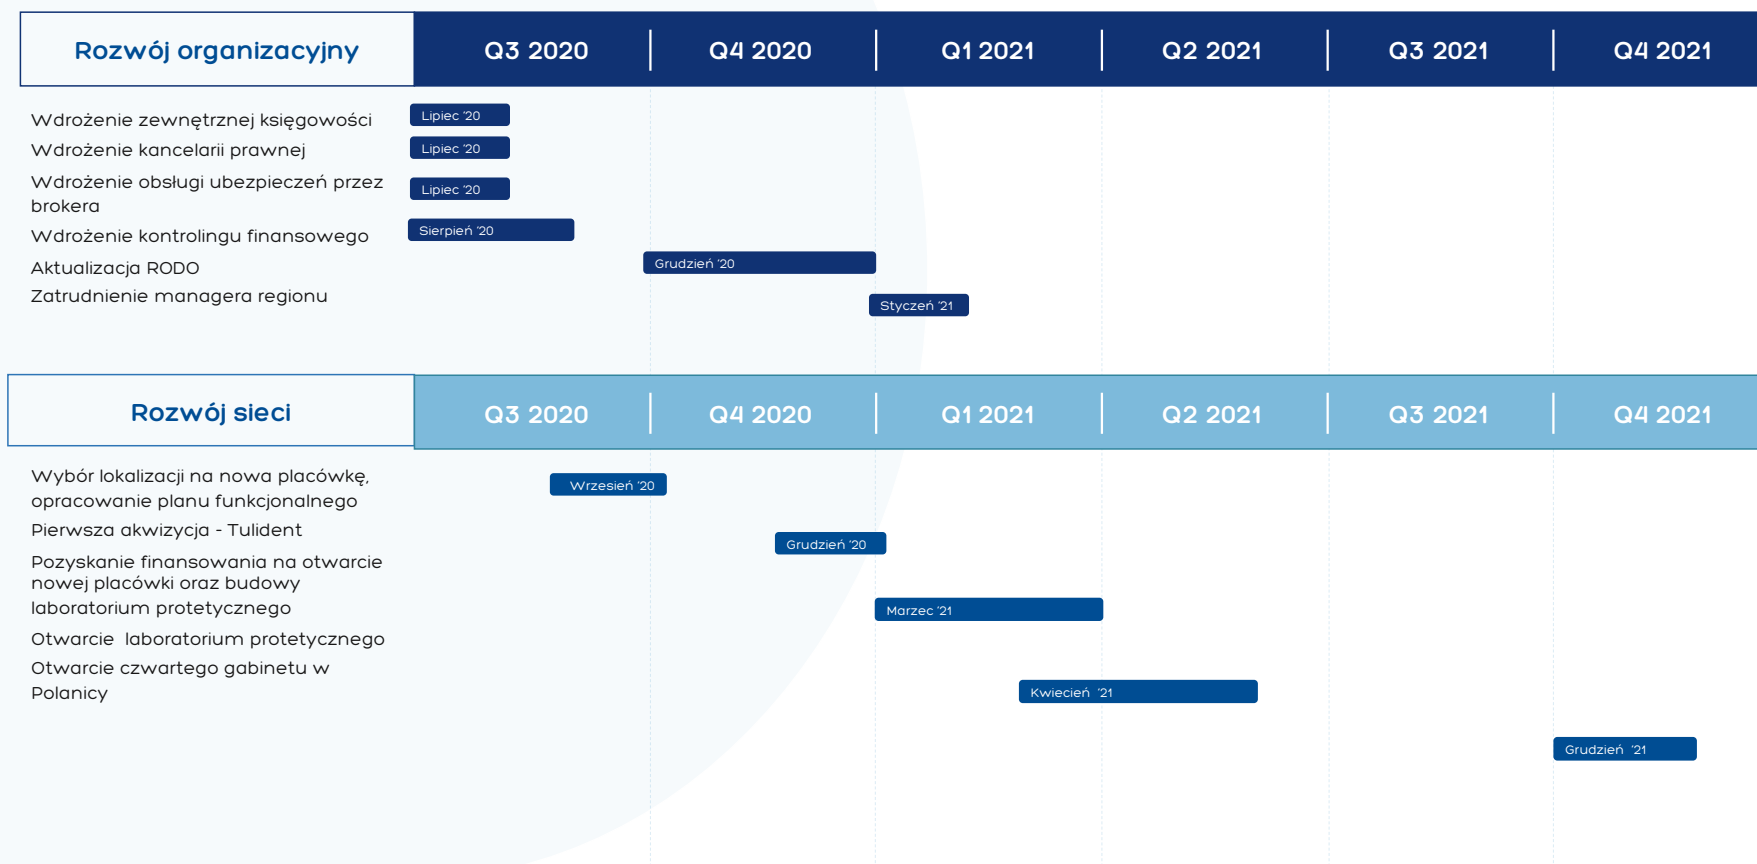 Rozwój organizacyjny Q3 2020 Q4 2020 Q1 2021 Q2 2021 Q3 2021 Q4 2021
Wdrożenie zewnętrznej księgowości Lipiec '20
Wdrożenie kancelarii prawnej Lipiec '20
Wdrożenie obsługi ubezpieczeń przez
brokera
Lipiec '20
Wdrożenie kontrolingu finansowego Sierpień '20
Aktualizacja RODO Grudzień '20
Zatrudnienie managera regionu Styczeń '21
Rozwój sieci Q3 2020 Q4 2020 Q1 2021 Q2 2021 Q3 2021 Q4 2021
Wybór lokalizacji na nowa placówkę,
opracowanie planu funkcjonalnego
Wrzesień '20
Pierwsza akwizycja - Tulident Grudzień '20
Pozyskanie finansowania na otwarcie
nowej placówki oraz budowy
laboratorium protetycznego Marzec '21
Otwarcie laboratorium protetycznego
Otwarcie czwartego gabinetu w
Polanicy Kwiecień '21
Grudzień '21